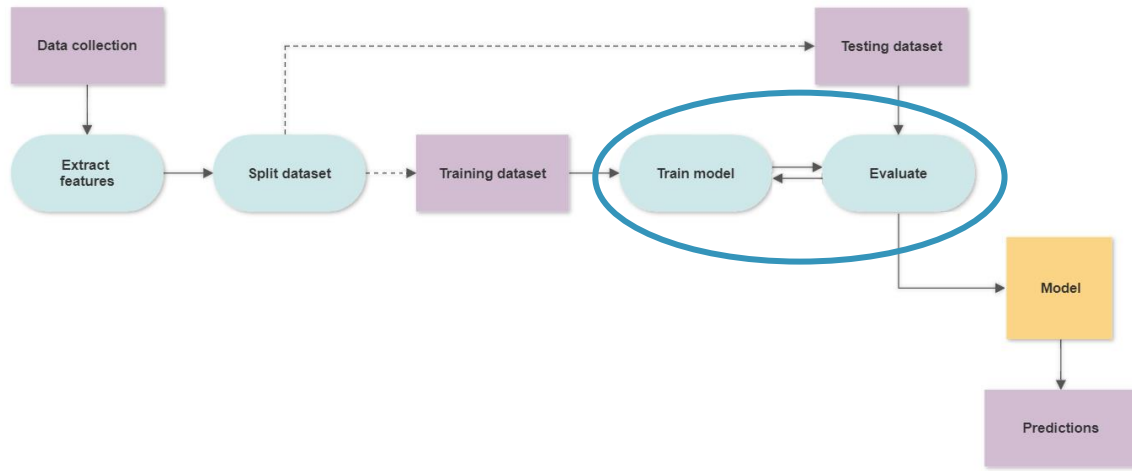 Data collection
Testing dataset
Extract
features
Split dataset
Training dataset
Train model
Evaluate
Model
Predictions